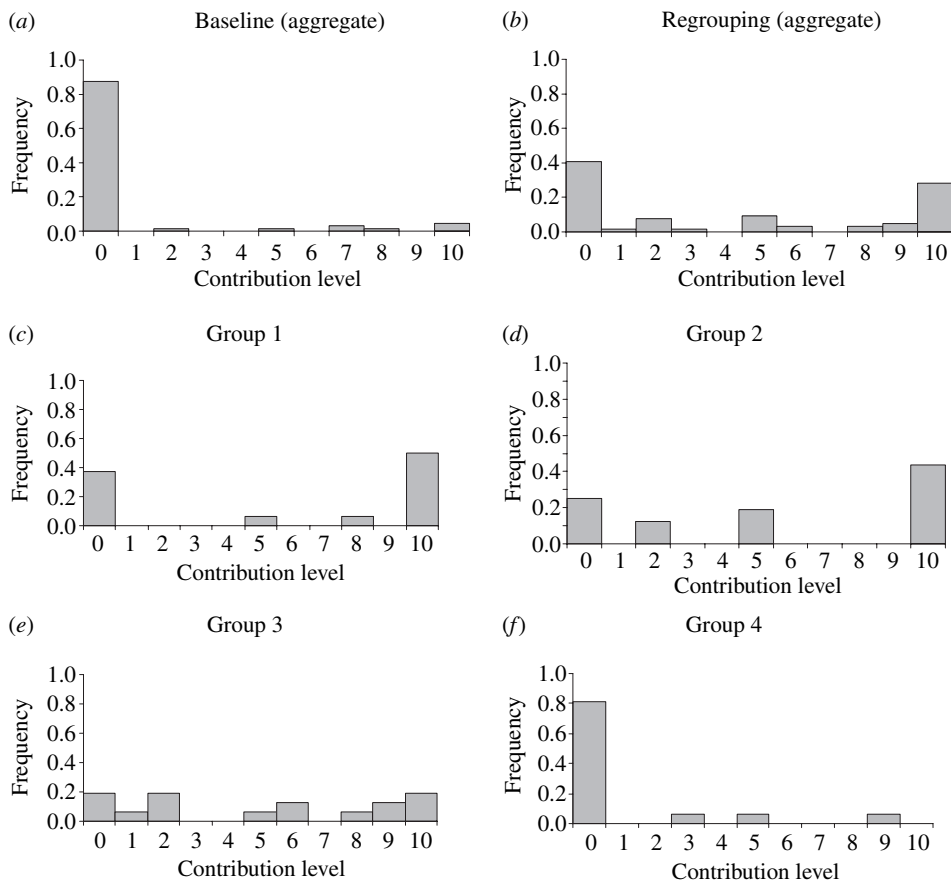 (a) Baseline (aggregate)
1.0
0.8
0.6
0.4
0.2
0.0
Frequency
0 1 2 3 4 5 6 7 8 9 10
Contribution level
(b) Regrouping (aggregate)
1.0
0.8
0.6
0.4
0.2
0.0
Frequency
0 1 2 3 4 5 6 7 8 9 10
Contribution level
(c) Group 1
1.0
0.8
0.6
0.4
0.2
0.0
Frequency
0 1 2 3 4 5 6 7 8 9 10
Contribution level
(d) Group 2
1.0
0.8
0.6
0.4
0.2
0.0
Frequency
0 1 2 3 4 5 6 7 8 9 10
Contribution level
(e) Group 3
1.0
0.8
0.6
0.4
0.2
0.0
Frequency
0 1 2 3 4 5 6 7 8 9 10
Contribution level
(f) Group 4
1.0
0.8
0.6
0.4
0.2
0.0
Frequency
0 1 2 3 4 5 6 7 8 9 10
Contribution level